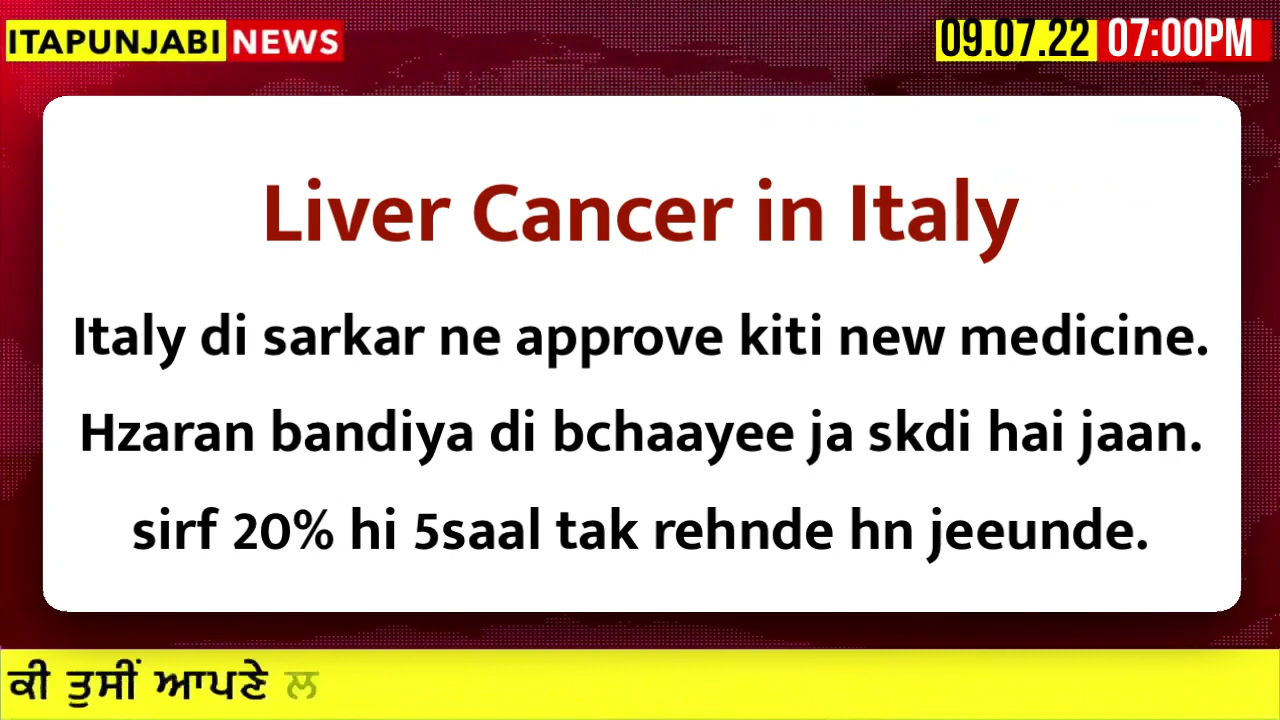 ITAPUNJABI NEWS
09.07.22 07:00PM
Liver Cancer in Italy
Italy di sarkar ne approve kiti new medicine.
Hzaran bandiya di bchaayee ja skdi hai jaan.
sirf 20% hi 5saal tak rehnde hn jeeunde.
ਕੀ ਤੁਸੀਂ ਆਪਣੇ ਲ